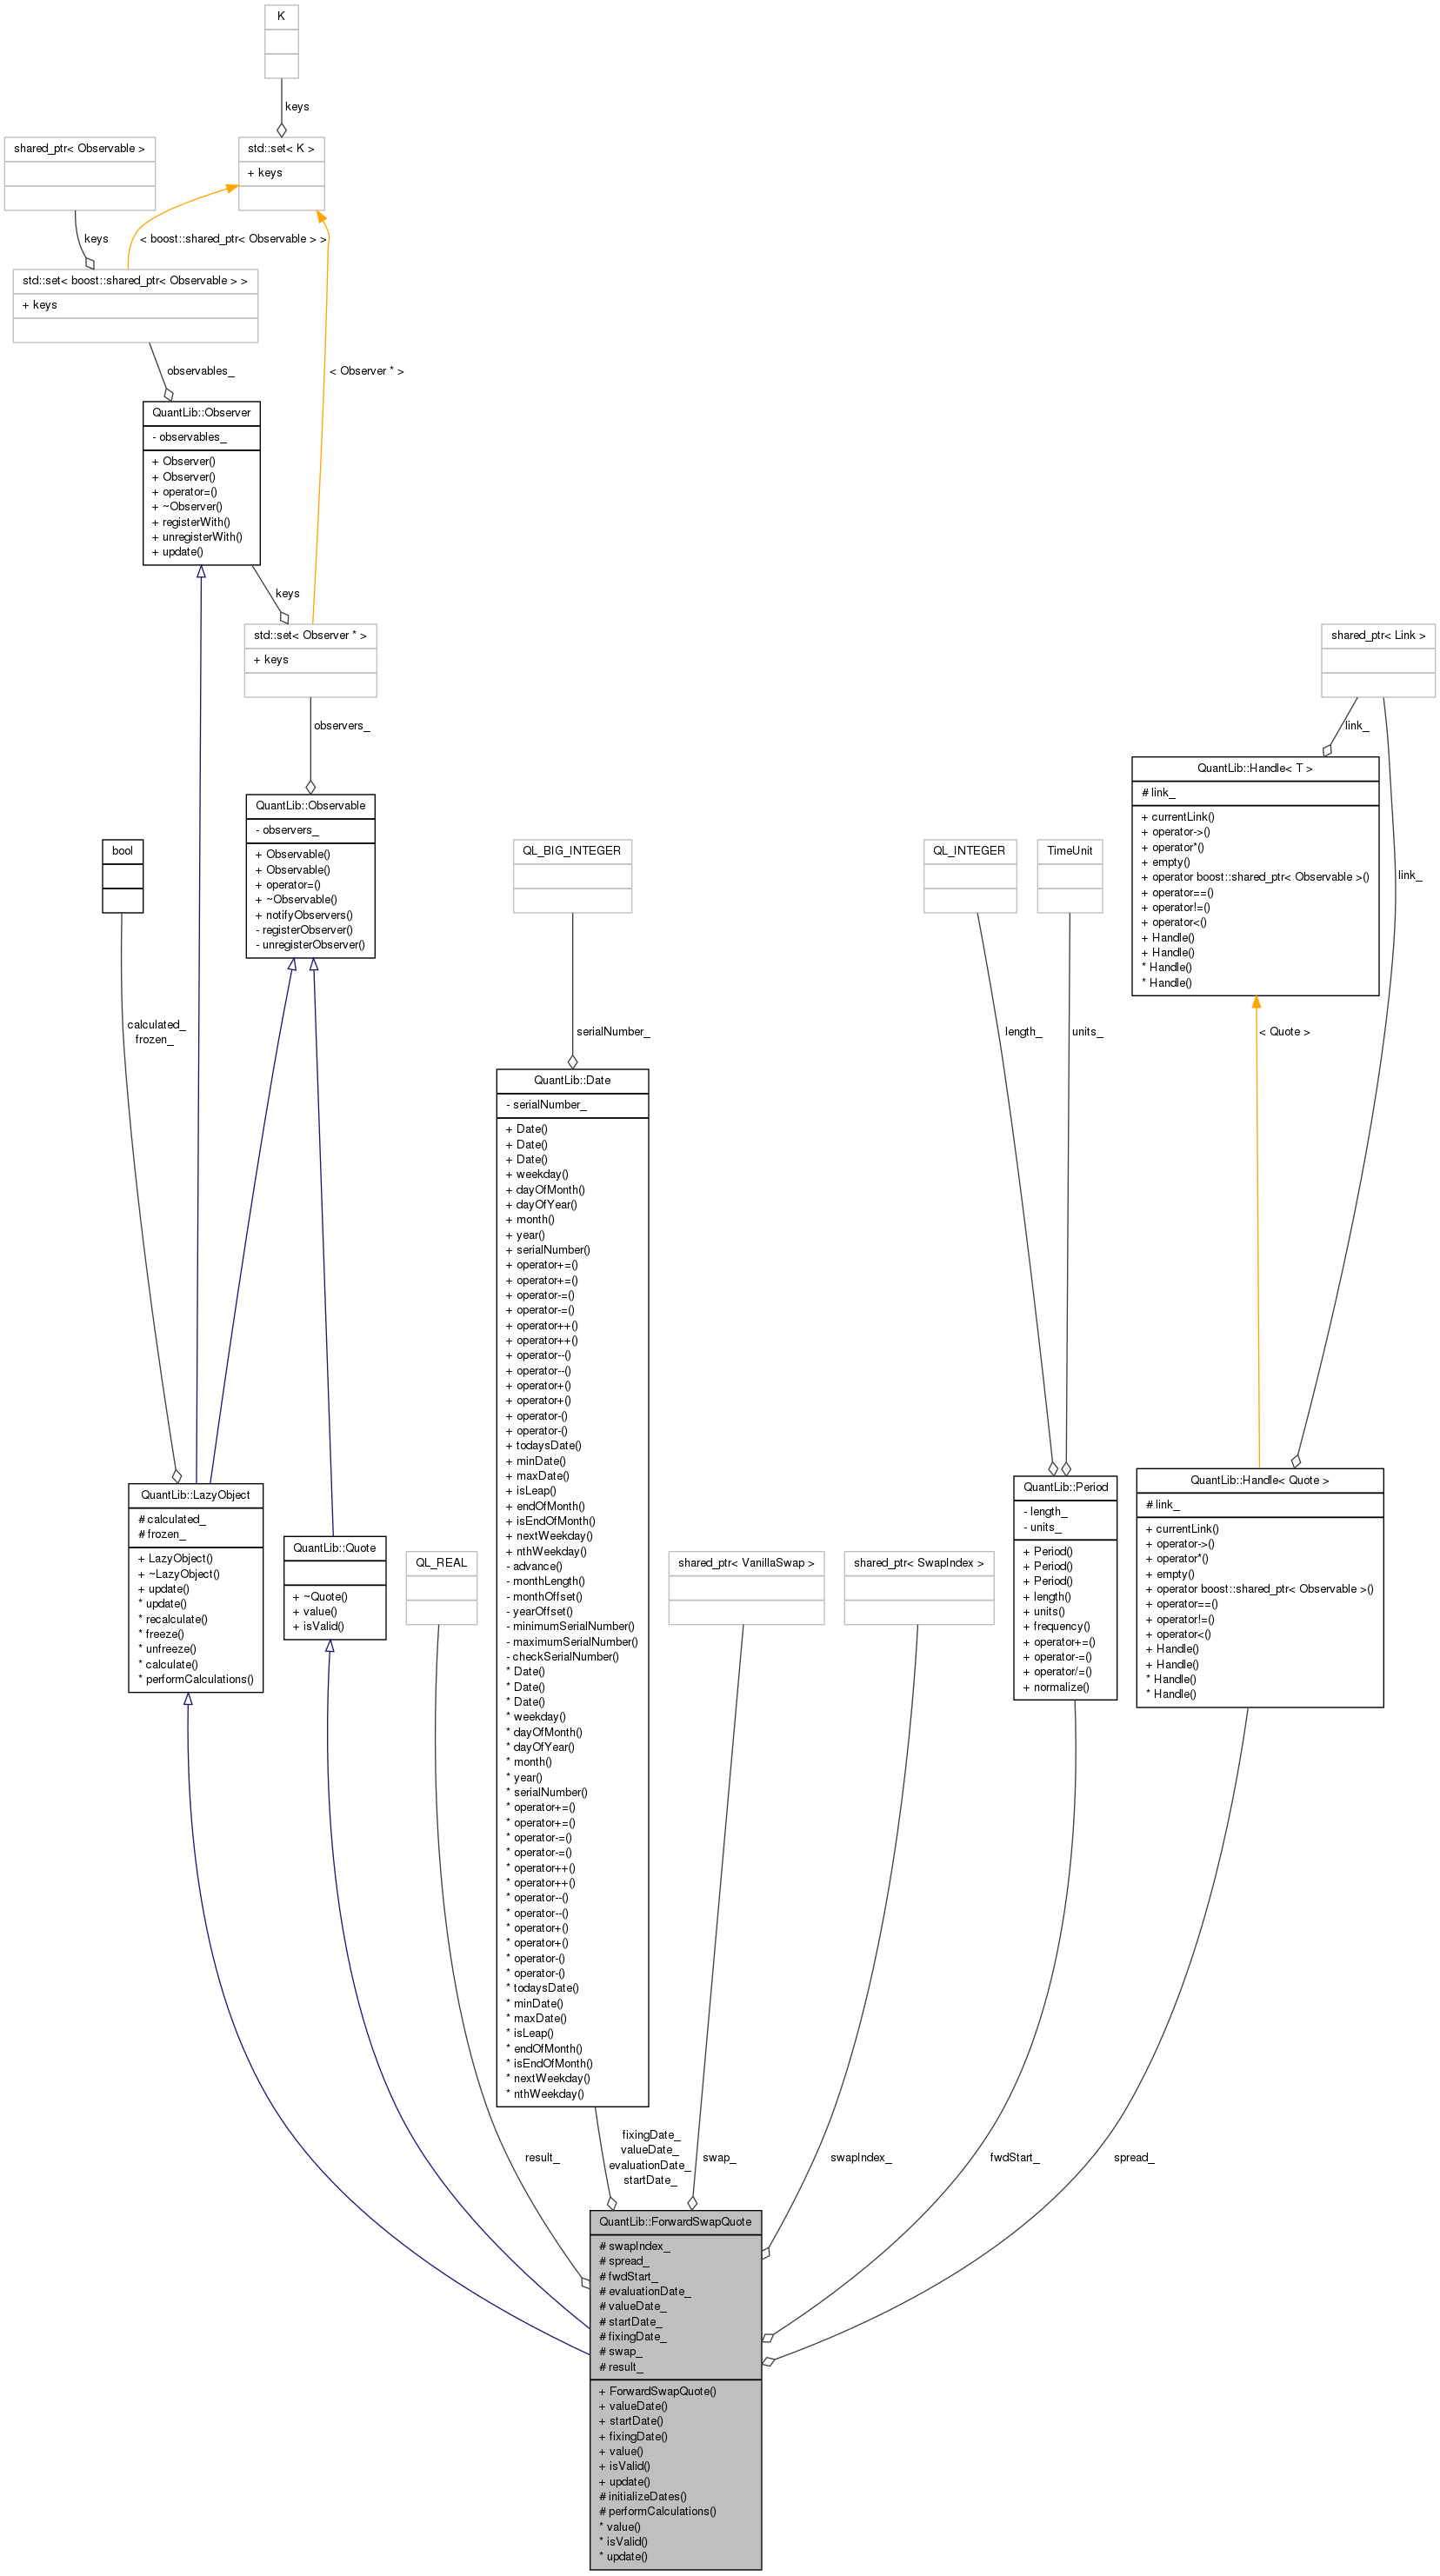 K
keys
shared_ptr< Observable >
std::set< K >
+ keys
keys
< boost::shared_ptr< Observable > >
std::set< boost::shared_ptr< Observable > >
+ keys
observables_
< Observer * >
QuantLib::Observer
- observables_
+ Observer()
+ Observer()
+ operator=()
+ ~Observer()
+ registerWith()
+ unregisterWith()
+ update()
keys
std::set< Observer * >
+ keys
shared_ptr< Link >
observers_
link_
QuantLib::Handle< T >
# link_
+ currentLink()
+ operator->()
+ operator*()
+ empty()
+ operator boost::shared_ptr< Observable >()
+ operator==()
+ operator!=()
+ operator<()
+ Handle()
+ Handle()
* Handle()
* Handle()
link_
QuantLib::Observable
- observers_
+ Observable()
+ Observable()
+ operator=()
+ ~Observable()
+ notifyObservers()
- registerObserver()
- unregisterObserver()
bool
QL_BIG_INTEGER
QL_INTEGER
TimeUnit
calculated_
frozen_
serialNumber_
length_
units_
< Quote >
QuantLib::Date
- serialNumber_
+ Date()
+ Date()
+ Date()
+ weekday()
+ dayOfMonth()
+ dayOfYear()
+ month()
+ year()
+ serialNumber()
+ operator+=()
+ operator+=()
+ operator-=()
+ operator-=()
+ operator++()
+ operator++()
+ operator--()
+ operator--()
+ operator+()
+ operator+()
+ operator-()
+ operator-()
+ todaysDate()
+ minDate()
+ maxDate()
+ isLeap()
+ endOfMonth()
+ isEndOfMonth()
+ nextWeekday()
+ nthWeekday()
- advance()
- monthLength()
- monthOffset()
- yearOffset()
- minimumSerialNumber()
- maximumSerialNumber()
- checkSerialNumber()
* Date()
* Date()
* Date()
* weekday()
* dayOfMonth()
* dayOfYear()
* month()
* year()
* serialNumber()
* operator+=()
* operator+=()
* operator-=()
* operator-=()
* operator++()
* operator++()
* operator--()
* operator--()
* operator+()
* operator+()
* operator-()
* operator-()
* todaysDate()
* minDate()
* maxDate()
* isLeap()
* endOfMonth()
* isEndOfMonth()
* nextWeekday()
* nthWeekday()
QuantLib::LazyObject
# calculated_
# frozen_
+ LazyObject()
+ ~LazyObject()
+ update()
* update()
* recalculate()
* freeze()
* unfreeze()
* calculate()
* performCalculations()
QuantLib::Quote
+ ~Quote()
+ value()
+ isValid()
QL_REAL
shared_ptr< VanillaSwap >
shared_ptr< SwapIndex >
QuantLib::Period
- length_
- units_
+ Period()
+ Period()
+ Period()
+ length()
+ units()
+ frequency()
+ operator+=()
+ operator-=()
+ operator/=()
+ normalize()
QuantLib::Handle< Quote >
# link_
+ currentLink()
+ operator->()
+ operator*()
+ empty()
+ operator boost::shared_ptr< Observable >()
+ operator==()
+ operator!=()
+ operator<()
+ Handle()
+ Handle()
* Handle()
* Handle()
result_
fixingDate_
valueDate_
evaluationDate_
startDate_
swap_
swapIndex_
fwdStart_
spread_
QuantLib::ForwardSwapQuote
# swapIndex_
# spread_
# fwdStart_
# evaluationDate_
# valueDate_
# startDate_
# fixingDate_
# swap_
# result_
+ ForwardSwapQuote()
+ valueDate()
+ startDate()
+ fixingDate()
+ value()
+ isValid()
+ update()
# initializeDates()
# performCalculations()
* value()
* isValid()
* update()